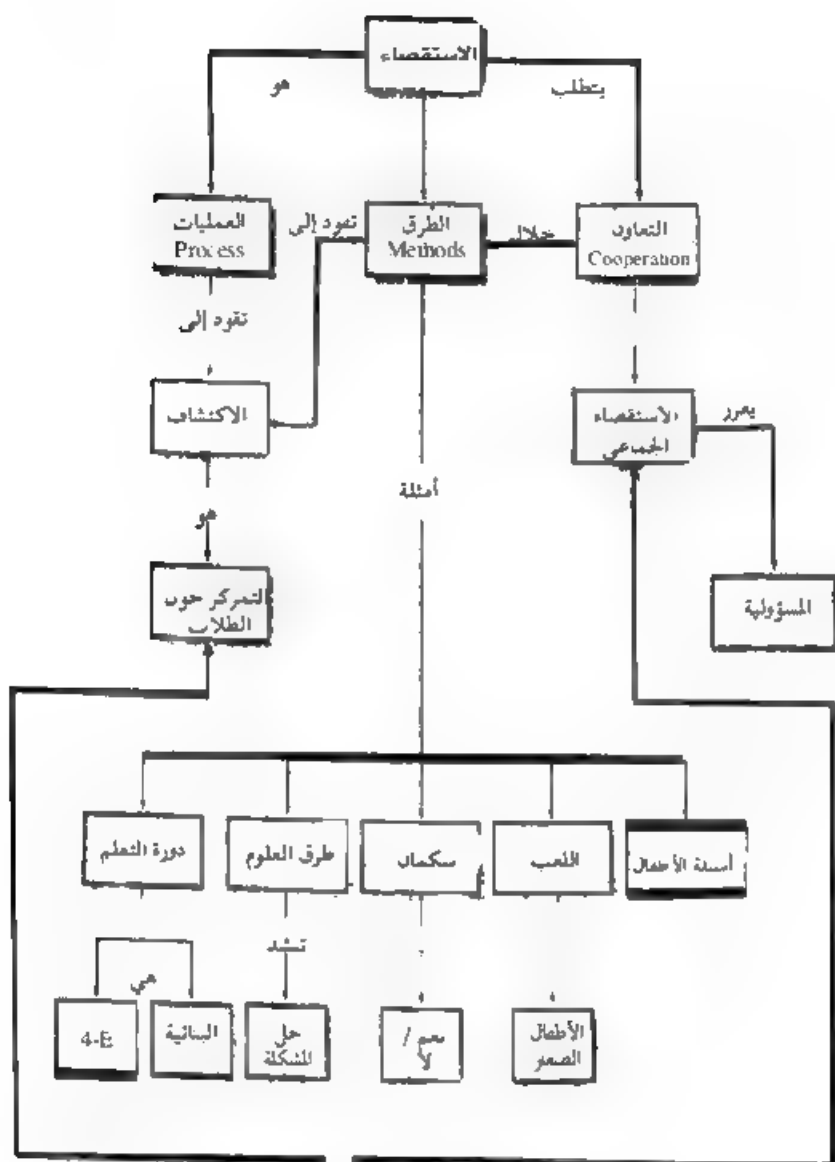 الاستقصاء
هو
يتطلب
العمليات
Process
تقود إلى
الطرق
Methods
خلال
التعاون
Cooperation
تقود إلى
الاكتشاف
الاستقصاء
الجماعي
يعزز
أمثلة
هو
التمركز حول
الطلاب
المسؤولية
دورة التعلم
طرق العلوم
سكمان
اللعب
أسئلة الأطفال
هي
تشد
4-E
البنائية
حل
المشكلة
نعم /
لا
الأطفال
الصغار